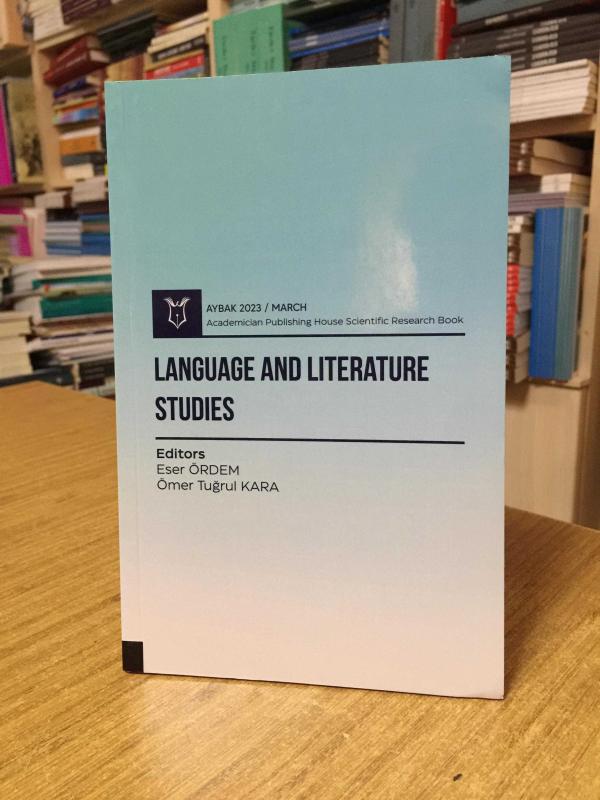 AYBAK 2023 / MARCH
Academician Publishing House Scientific Research Book
LANGUAGE AND LITERATURE
STUDIES
Editors
Eser ÖRDEM
Ömer Tuğrul KARA